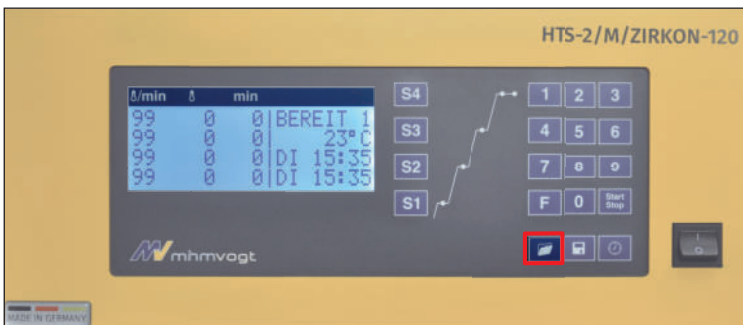 HTS-2/M/ZIRKON-120
/min min
99 0 0|BEREIT 1
99 0 0| 23°C
99 0 0|DI 15:35
99 0 0|DI 15:35
S4
S3
S2
S1
1 2 3
4 5 6
7 8 9
F 0 Start Stop
mhmvogt
MADE IN GERMANY